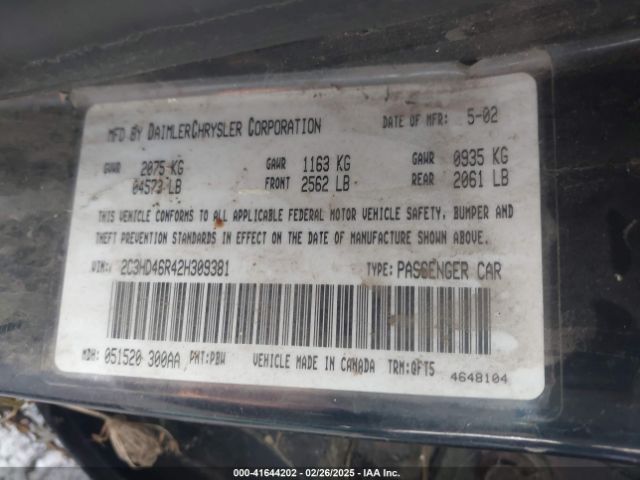 MFD BY DAIMLERCHRYSLER CORPORATION DATE OF MFR: 5-02
GVWR 2075 KG GAWR 1163 KG GAWR 0935 KG
04573 LB FRONT 2562 LB REAR 2061 LB
THIS VEHICLE CONFORMS TO ALL APPLICABLE FEDERAL MOTOR VEHICLE SAFETY, BUMPER AND
THEFT PREVENTION STANDARDS IN EFFECT ON THE DATE OF MANUFACTURE SHOWN ABOVE.
VIN: 2C3HD46R42H309381 TYPE: PASSENGER CAR
MDH: 051520 300AA PNT:PBW VEHICLE MADE IN CANADA TRM:QFT5
4648104
000-41644202 - 02/26/2025 - IAA Inc.